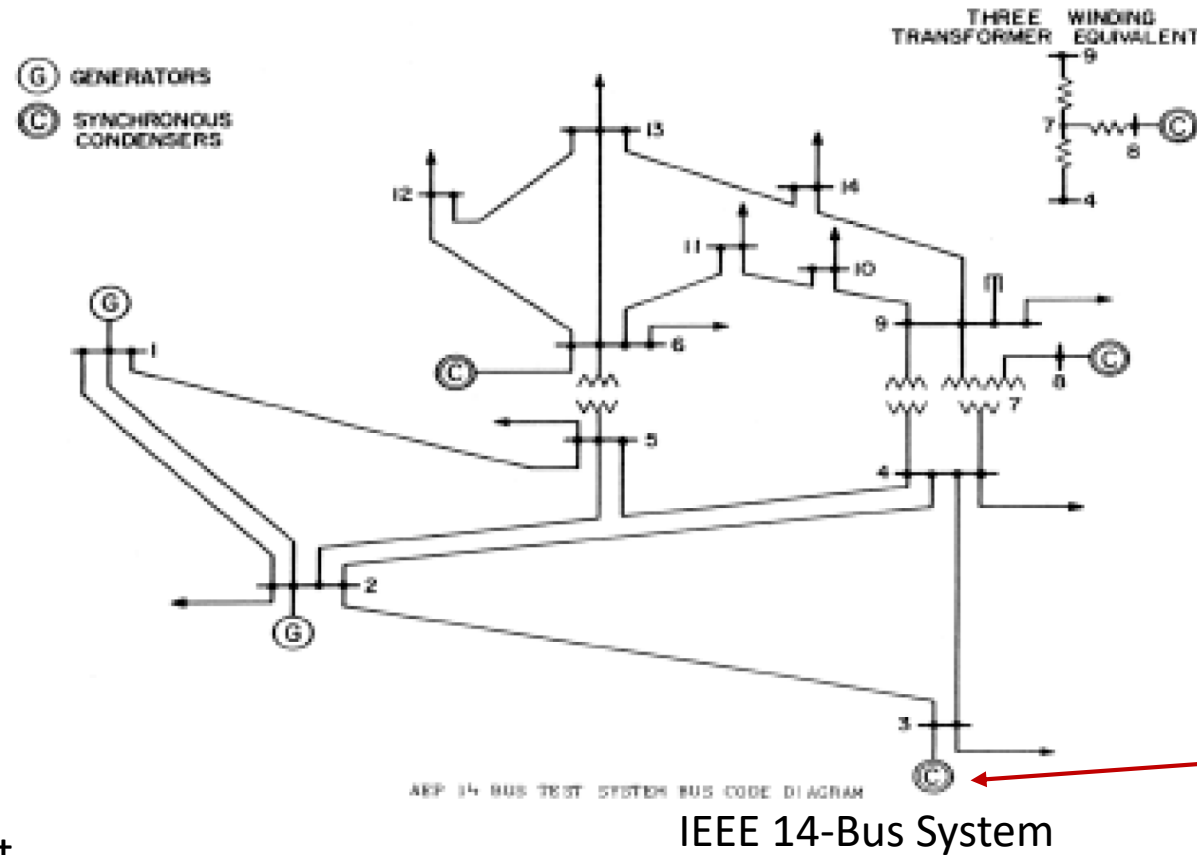 THREE WINDING
TRANSFORMER EQUIVALENT
9
7
C
8
4
G GENERATORS
C SYNCHRONOUS
CONDENSERS
13
12
14
11
10
G
1
9
6
C
8
C
7
5
4
2
G
3
C
AEP 14 BUS TEST SYSTEM BUS CODE DIAGRAM
IEEE 14-Bus System
t